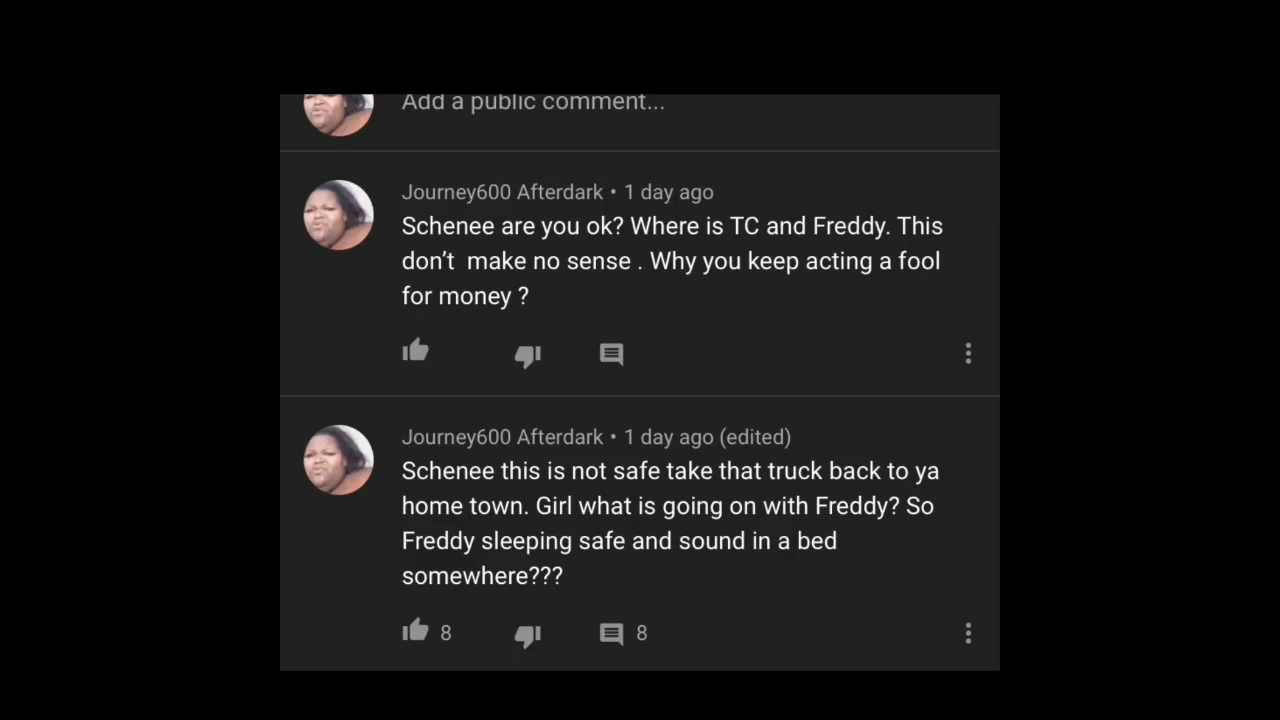 Add a public comment...
Journey600 Afterdark • 1 day ago
Schenee are you ok? Where is TC and Freddy. This
don’t  make no sense . Why you keep acting a fool
for money ?
Journey600 Afterdark • 1 day ago (edited)
Schenee this is not safe take that truck back to ya
home town. Girl what is going on with Freddy? So
Freddy sleeping safe and sound in a bed
somewhere???
8 8